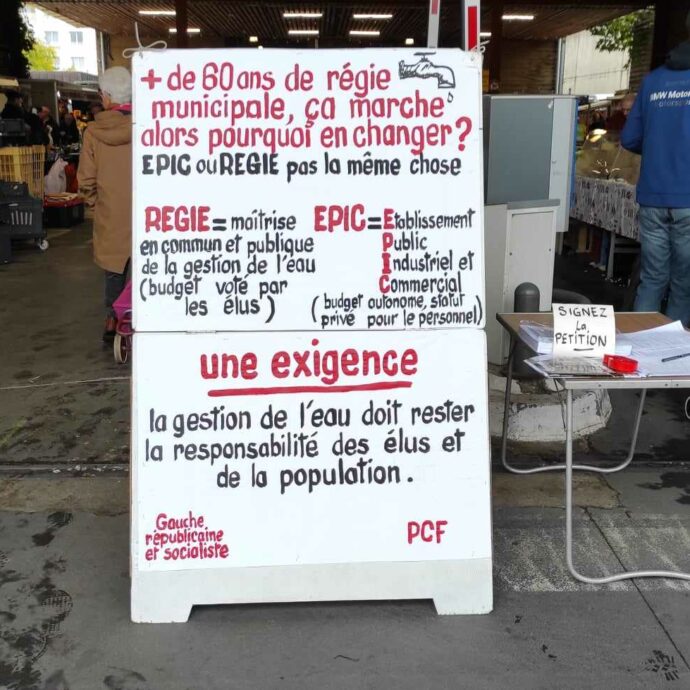 + de 60 ans de régie
municipale, ça marche
alors pourquoi en changer?
EPIC ou REGIE pas la même chose
REGIE = maîtrise
en commun et publique
de la gestion de l'eau
(budget voté par
les élus)
EPIC = Etablissement
Public
Industriel et
Commercial
(budget autonome, statut
privé pour le personnel)
une exigence
la gestion de l'eau doit rester
la responsabilité des élus et
de la population.
Gauche
républicaine
et socialiste
PCF
SIGNEZ
la
PETITION
BMW Motor